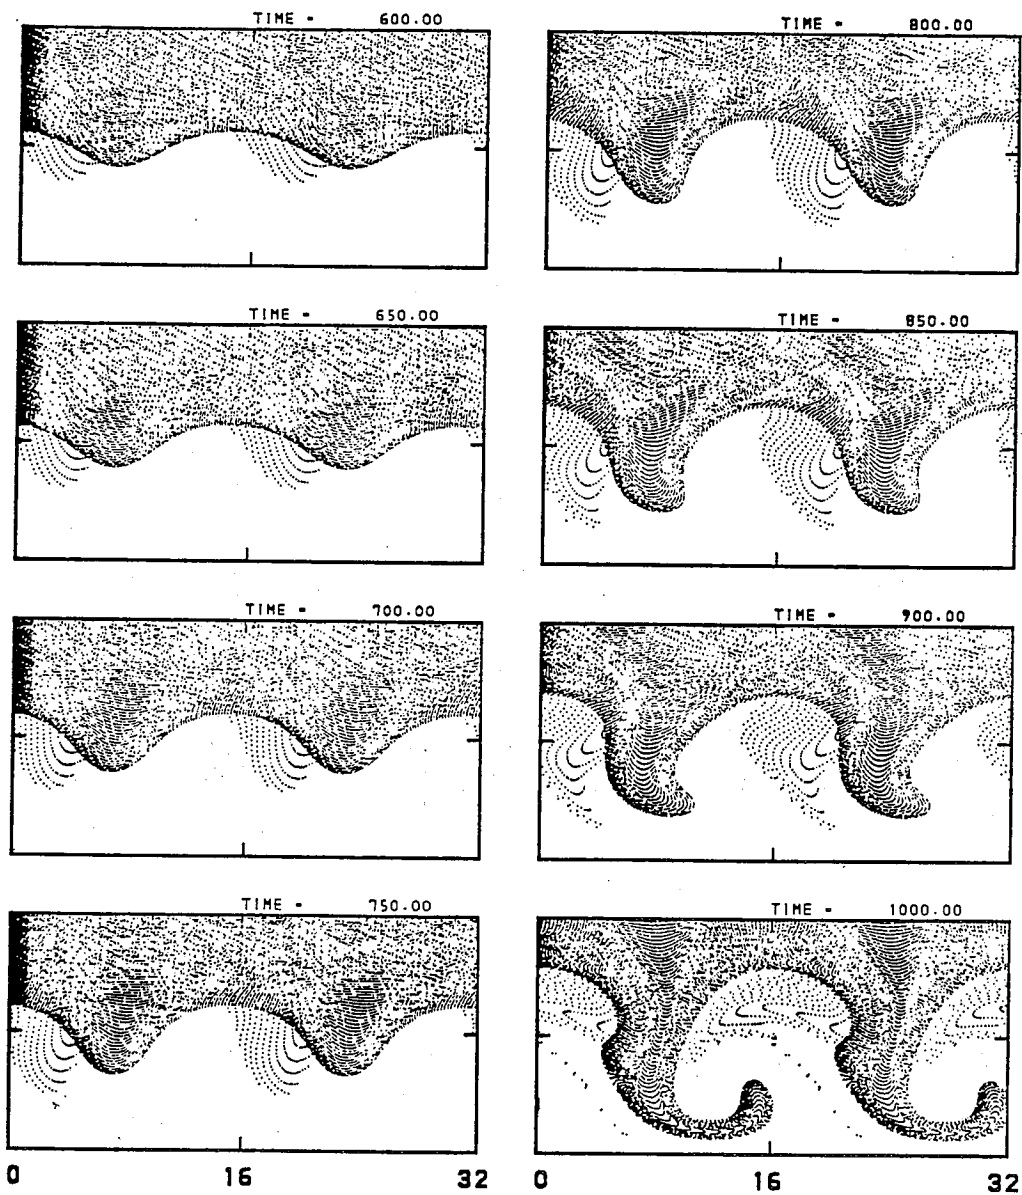 TIME = 600.00
TIME = 650.00
TIME = 700.00
TIME = 750.00
0 16 32
TIME = 800.00
TIME = 850.00
TIME = 900.00
TIME = 1000.00
0 16 32